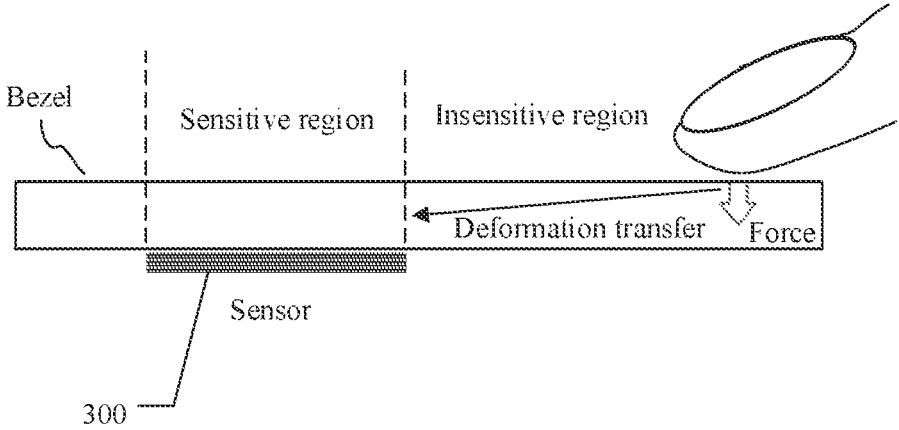 Bezel
Sensitive region
Insensitive region
Deformation transfer
Force
Sensor
300